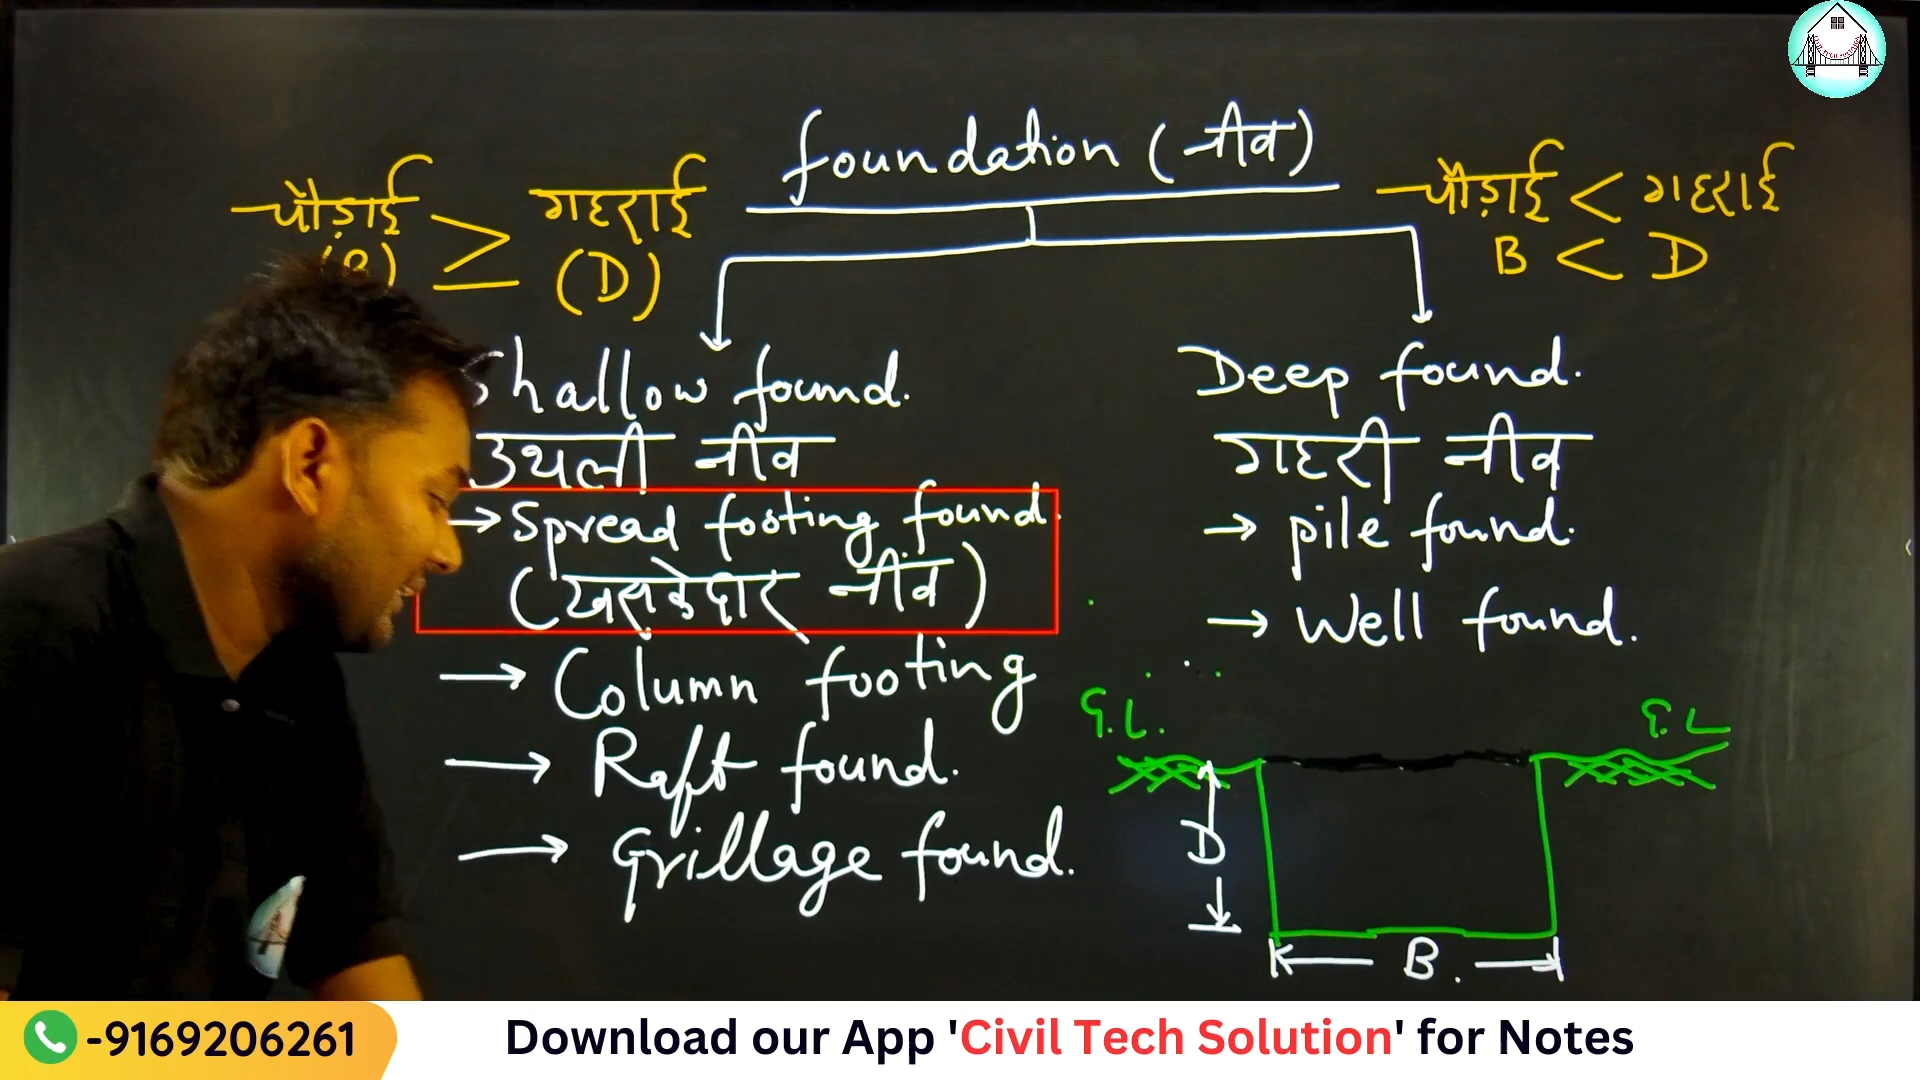 foundation (नीव)
चौड़ाई ≥ गहराई
(B) (D)
चौड़ाई < गहराई
B < D
Shallow found.
उथली नीव
→ Spread footing found.
(खसकेदार नीव)
→ Column footing
→ Raft found.
→ Grillage found.
Deep found.
गहरी नीव
→ pile found.
→ Well found.
G.L. G.L
D
B.
-9169206261
Download our App 'Civil Tech Solution' for Notes